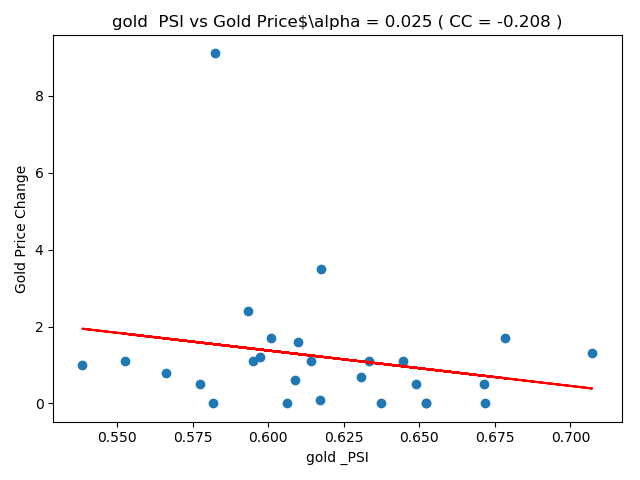 gold  PSI vs Gold Price$\alpha = 0.025 ( CC = -0.208 )
Gold Price Change
8
6
4
2
0
0.550 0.575 0.600 0.625 0.650 0.675 0.700
gold _PSI